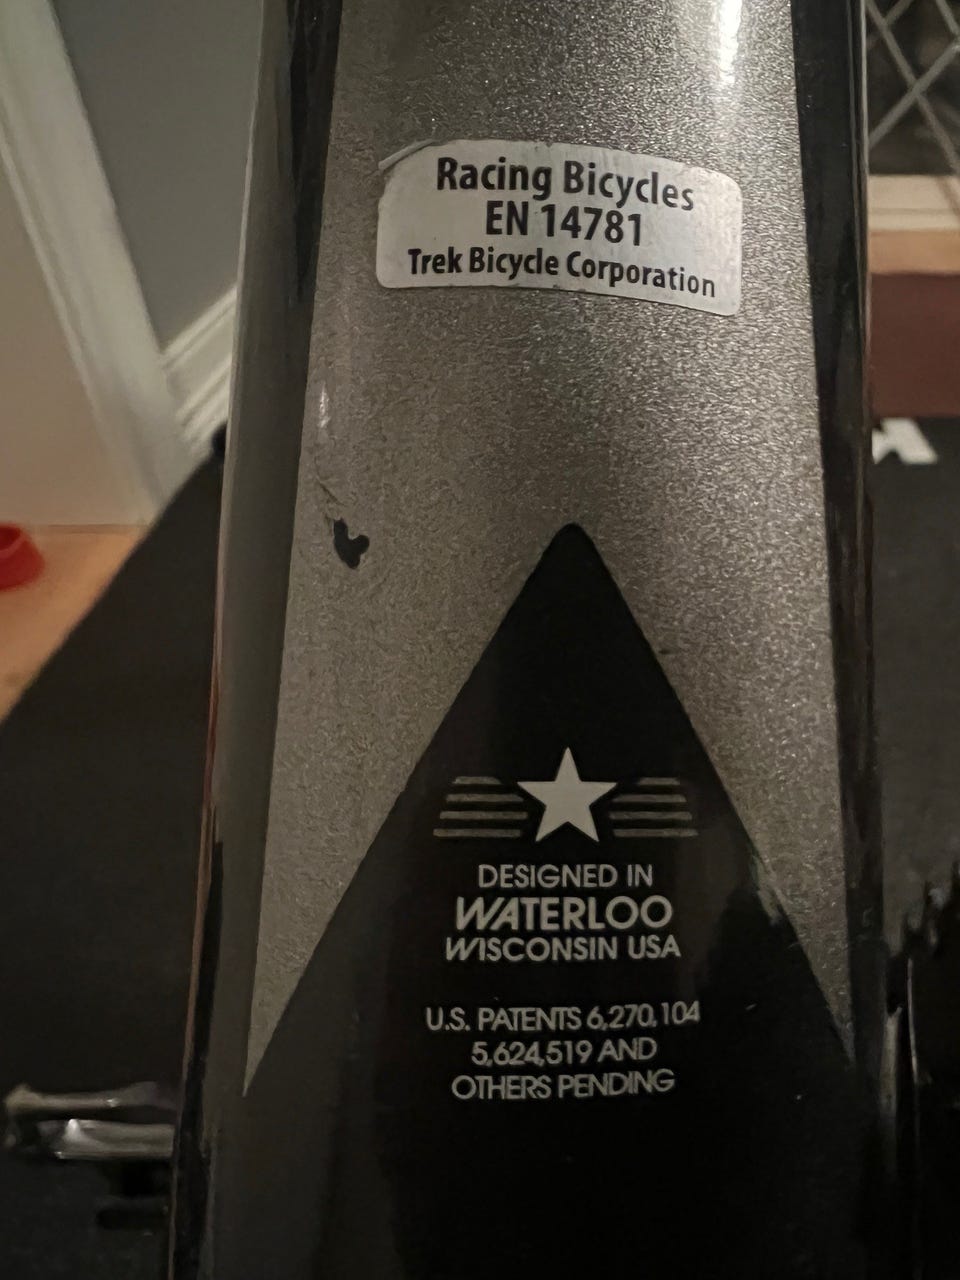 Racing Bicycles
EN 14781
Trek Bicycle Corporation
DESIGNED IN
WATERLOO
WISCONSIN USA
U.S. PATENTS 6,270,104
5,624,519 AND
OTHERS PENDING